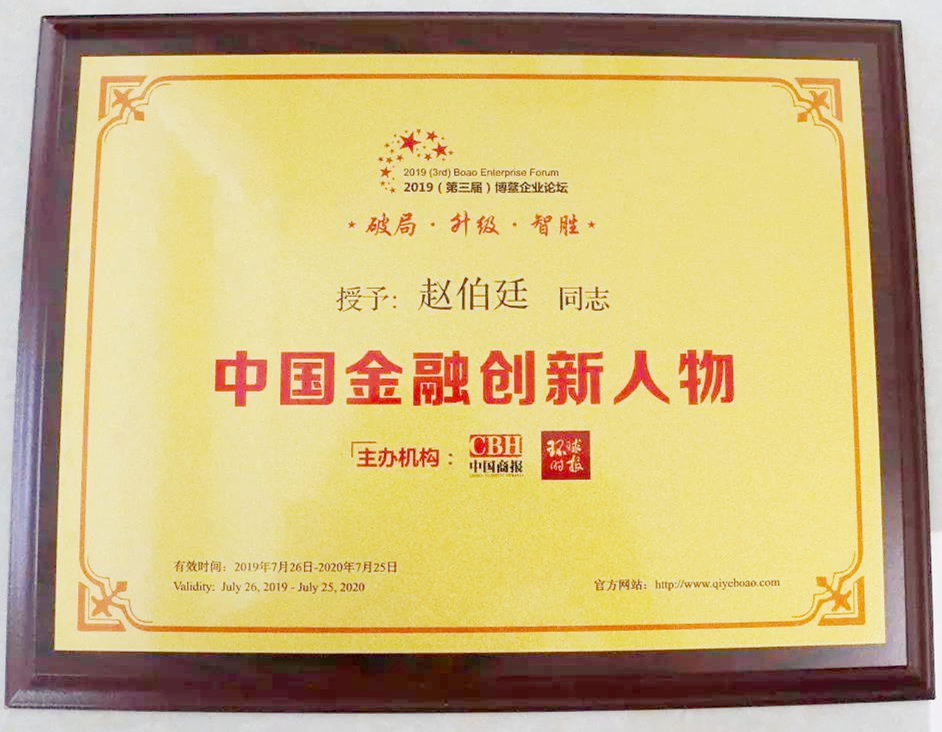 2019 (3rd) Boao Enterprise Forum
2019（第三届）博鳌企业论坛
破局·升级·智胜
授予: 赵伯廷 同志
中国金融创新人物
主办机构： CBH 中国商报 环球时报
有效时间：2019年7月26日-2020年7月25日
Validity: July 26, 2019 - July 25, 2020
官方网站：http://www.qiyeboao.com